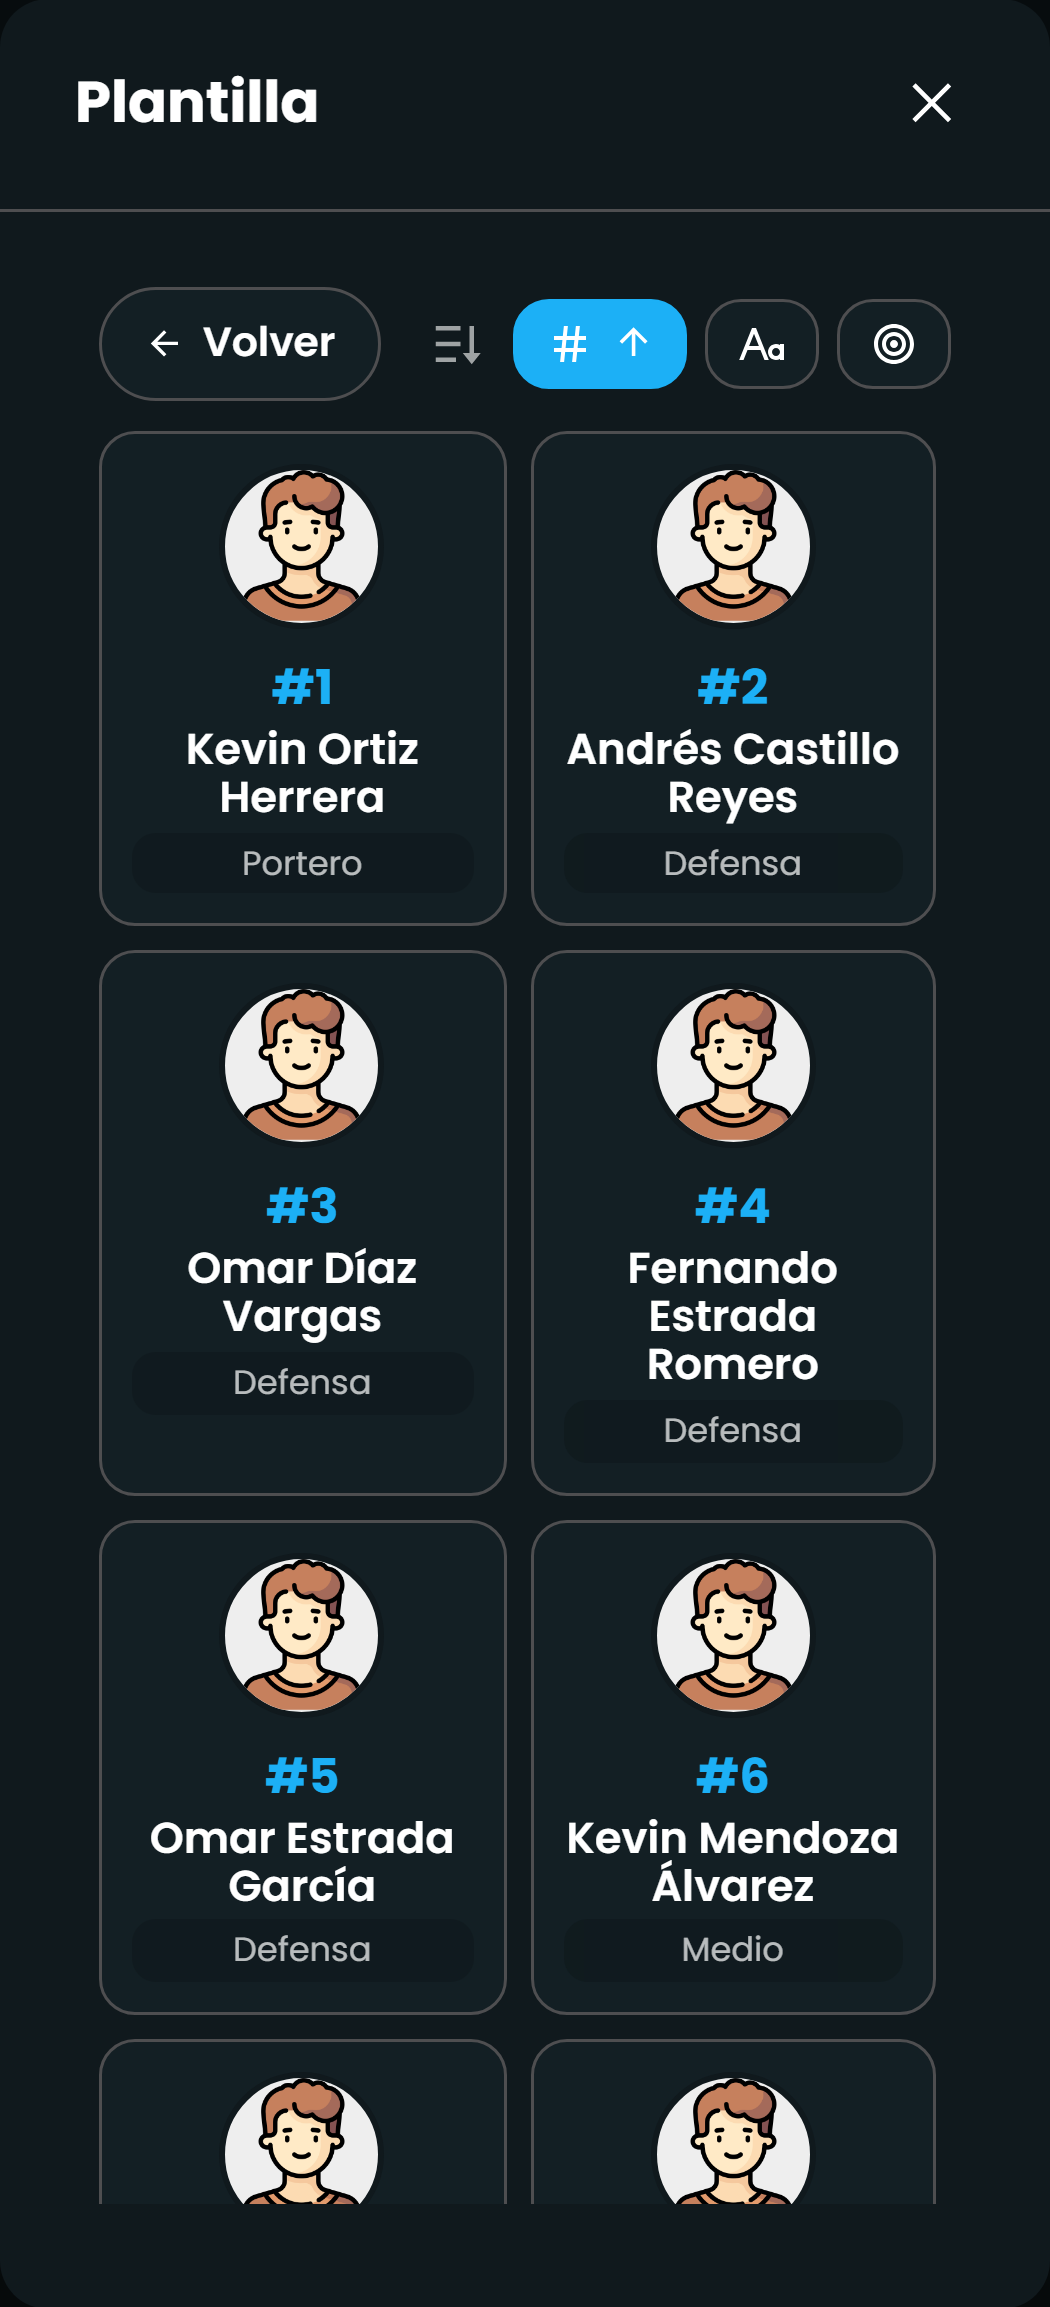 Plantilla
Volver
#
Aa
#1
Kevin Ortiz
Herrera
Portero
#2
Andrés Castillo
Reyes
Defensa
#3
Omar Díaz
Vargas
Defensa
#4
Fernando
Estrada
Romero
Defensa
#5
Omar Estrada
García
Defensa
#6
Kevin Mendoza
Álvarez
Medio